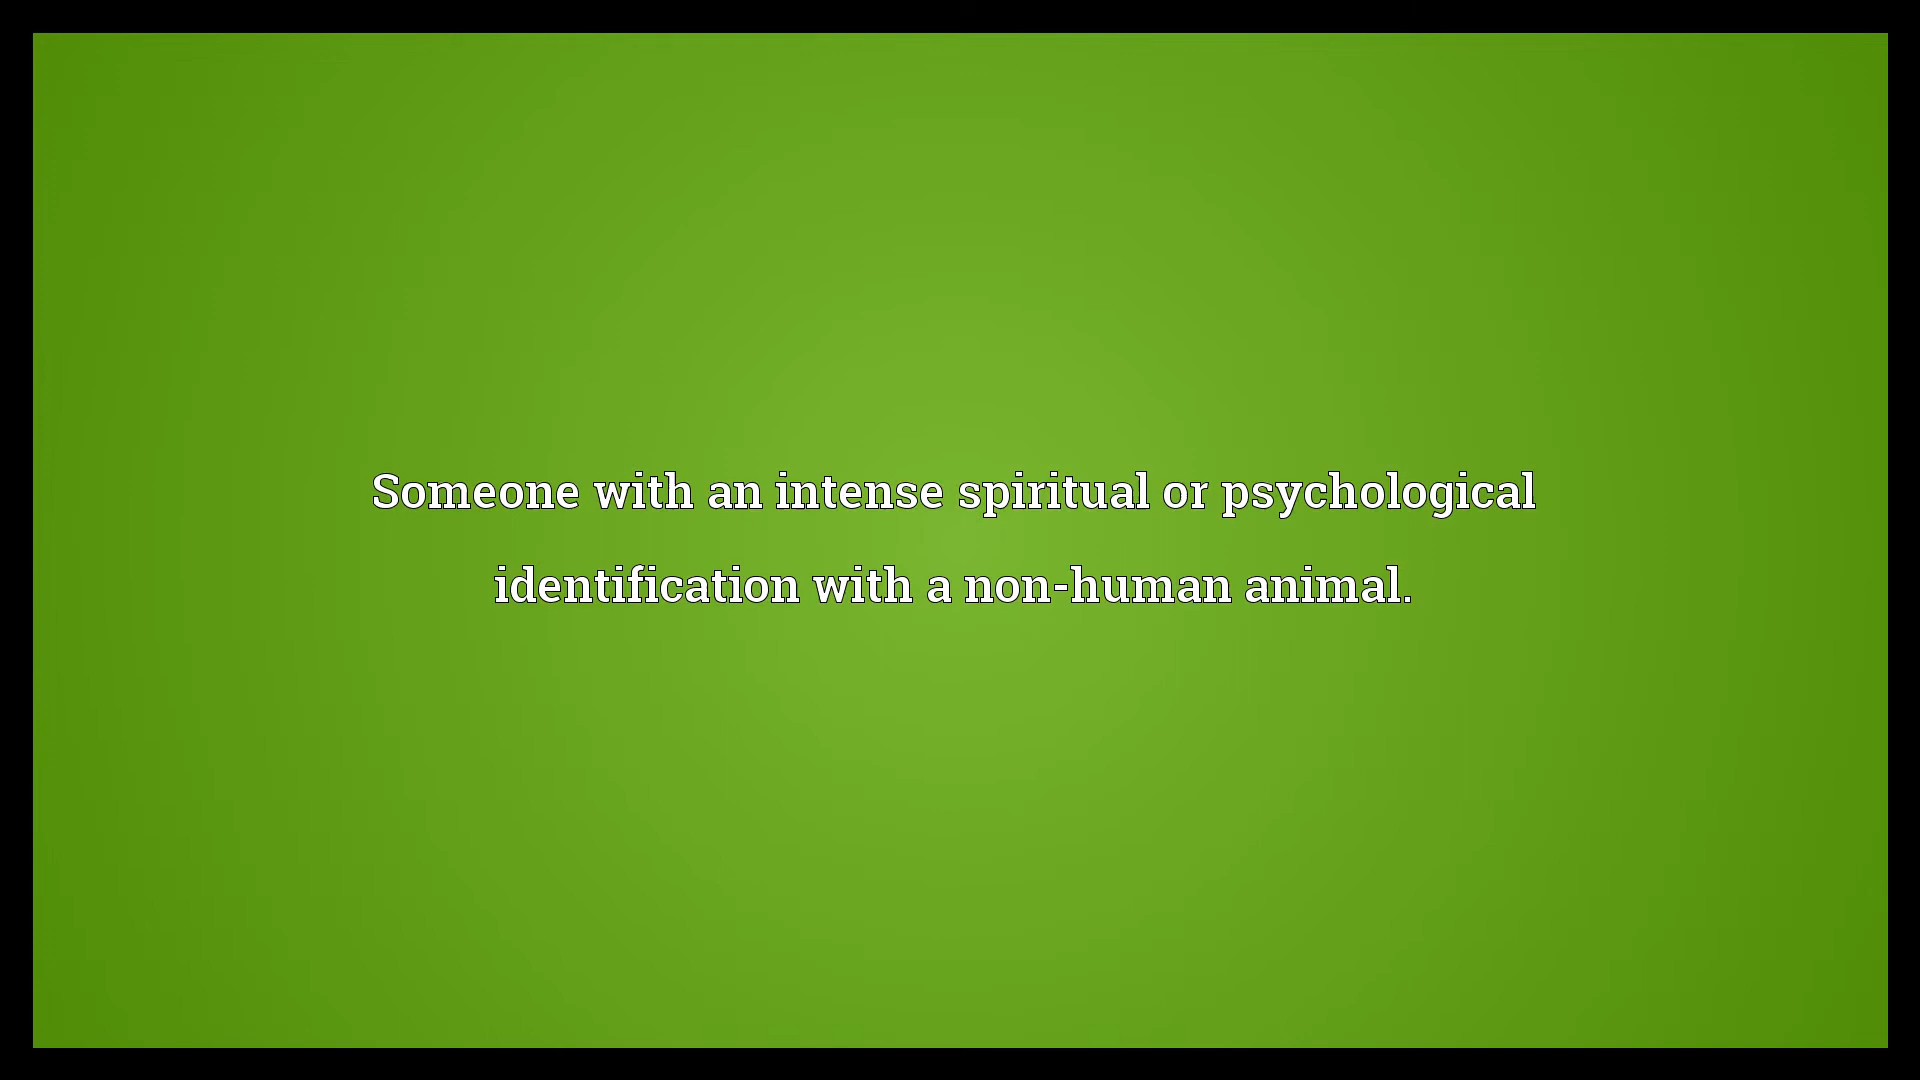 Someone with an intense spiritual or psychological
identification with a non-human animal.